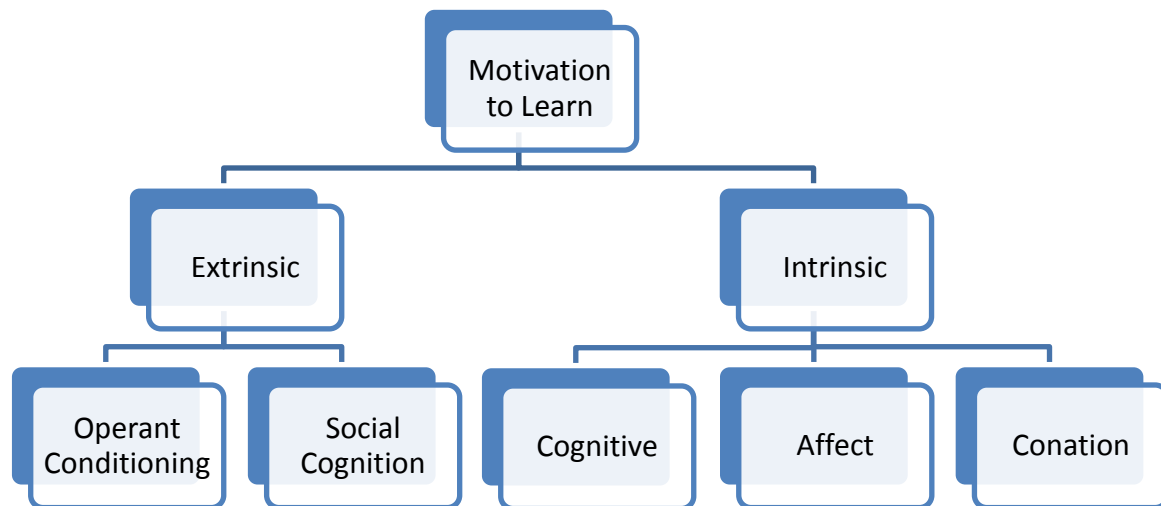 Motivation
to Learn
Extrinsic
Intrinsic
Operant
Conditioning
Social
Cognition
Cognitive
Affect
Conation